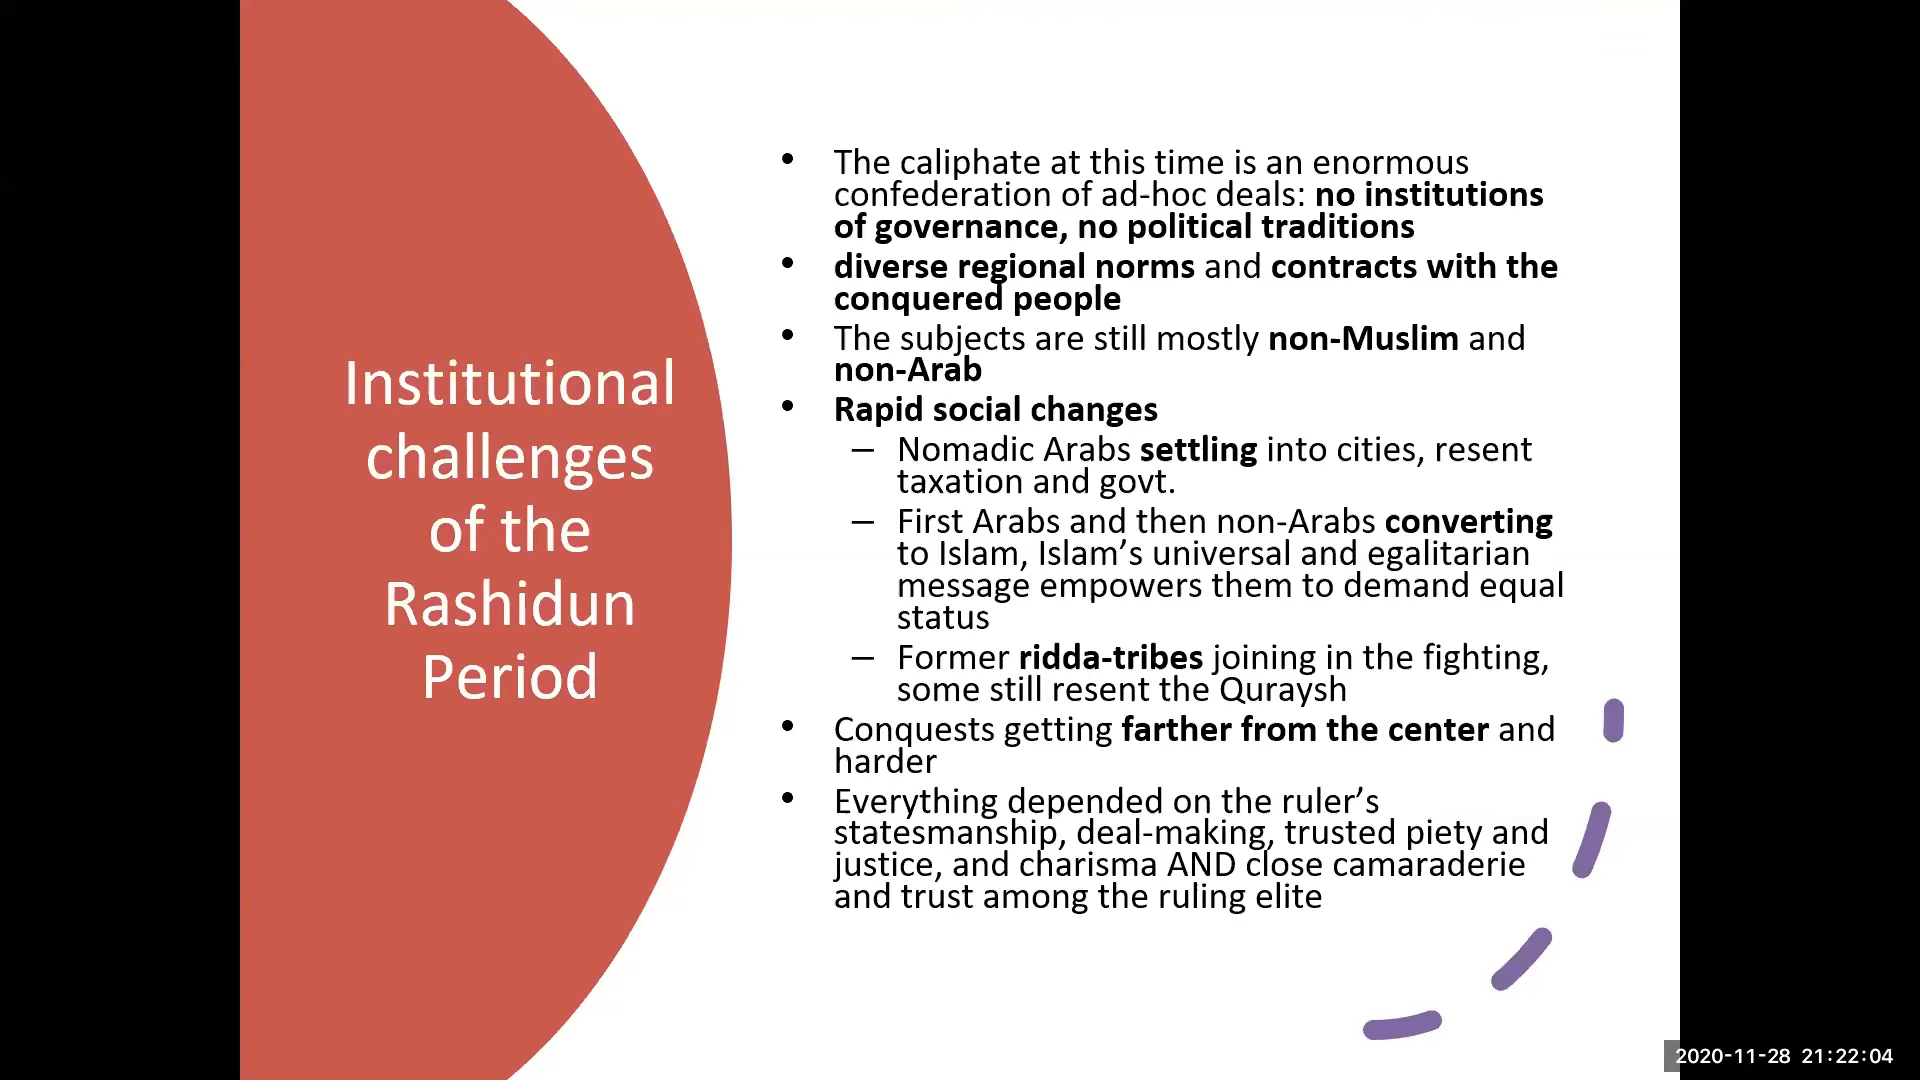 Institutional
challenges
of the
Rashidun
Period
• The caliphate at this time is an enormous
confederation of ad-hoc deals: no institutions
of governance, no political traditions
• diverse regional norms and contracts with the
conquered people
• The subjects are still mostly non-Muslim and
non-Arab
• Rapid social changes
– Nomadic Arabs settling into cities, resent
taxation and govt.
– First Arabs and then non-Arabs converting
to Islam, Islam’s universal and egalitarian
message empowers them to demand equal
status
– Former ridda-tribes joining in the fighting,
some still resent the Quraysh
• Conquests getting farther from the center and
harder
• Everything depended on the ruler’s
statesmanship, deal-making, trusted piety and
justice, and charisma AND close camaraderie
and trust among the ruling elite
2020-11-28 21:22:04